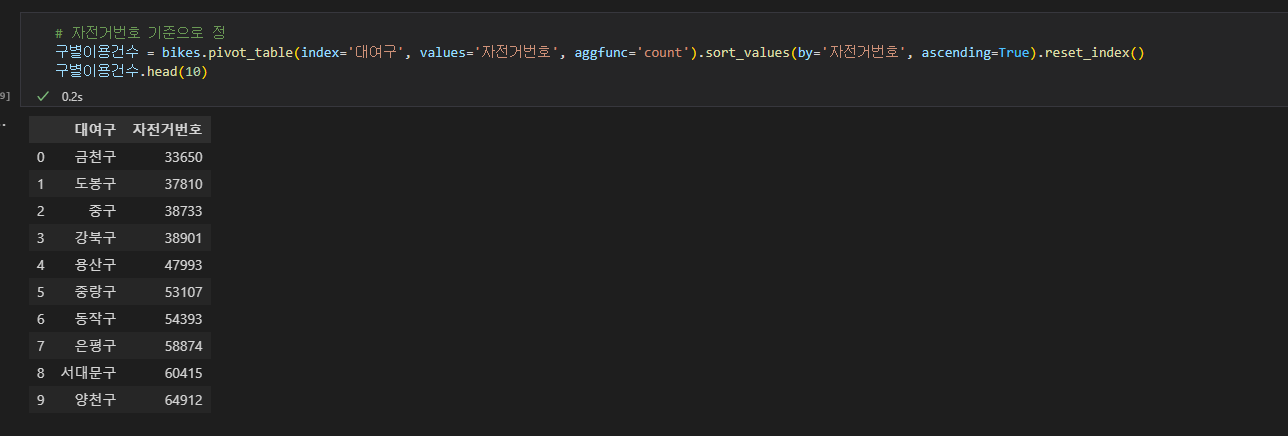 # 자전거번호 기준으로 정
구별이용건수 = bikes.pivot_table(index='대여구', values='자전거번호', aggfunc='count').sort_values(by='자전거번호', ascending=True).reset_index()
구별이용건수.head(10)
9] ✓ 0.2s
..
대여구 자전거번호
0 금천구 33650
1 도봉구 37810
2 중구 38733
3 강북구 38901
4 용산구 47993
5 중랑구 53107
6 동작구 54393
7 은평구 58874
8 서대문구 60415
9 양천구 64912